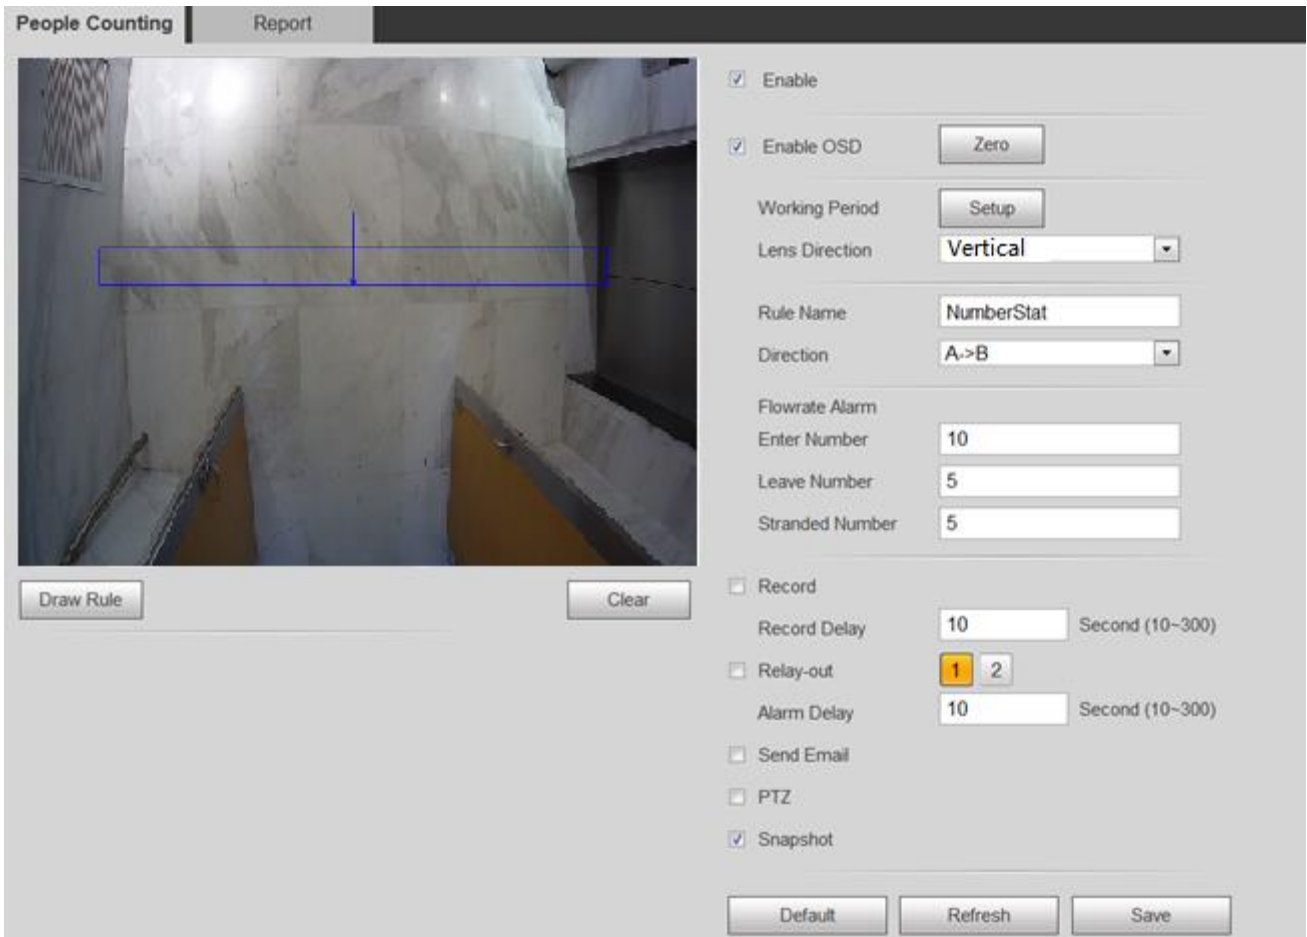 People Counting Report
Enable
Enable OSD Zero
Working Period Setup
Lens Direction Vertical
Rule Name NumberStat
Direction A->B
Flowrate Alarm
Enter Number 10
Leave Number 5
Stranded Number 5
Draw Rule Clear
Record
Record Delay 10 Second (10~300)
Relay-out 1 2
Alarm Delay 10 Second (10~300)
Send Email
PTZ
Snapshot
Default Refresh Save